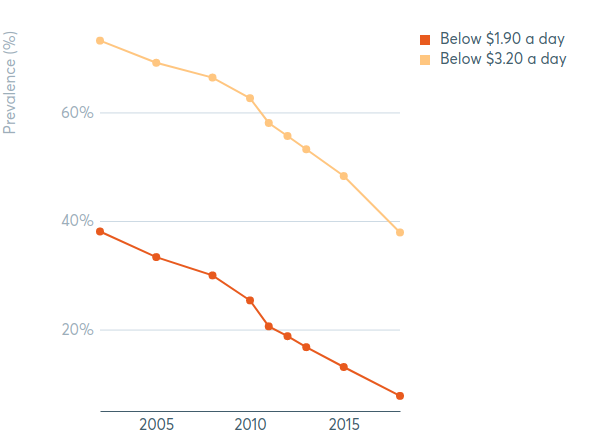 Prevalence (%)
Below $1.90 a day
Below $3.20 a day
60%
40%
20%
2005 2010 2015